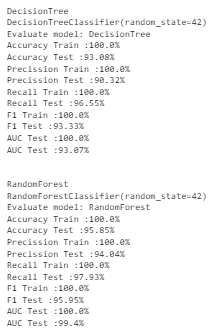 DecisionTree
DecisionTreeClassifier(random_state=42)
Evaluate model: DecisionTree
Accuracy Train :100.0%
Accuracy Test :93.08%
Precission Train :100.0%
Precission Test :90.32%
Recall Train :100.0%
Recall Test :96.55%
F1 Train :100.0%
F1 Test :93.33%
AUC Test :100.0%
AUC Test :93.07%
RandomForest
RandomForestClassifier(random_state=42)
Evaluate model: RandomForest
Accuracy Train :100.0%
Accuracy Test :95.85%
Precission Train :100.0%
Precission Test :94.04%
Recall Train :100.0%
Recall Test :97.93%
F1 Train :100.0%
F1 Test :95.95%
AUC Test :100.0%
AUC Test :99.4%